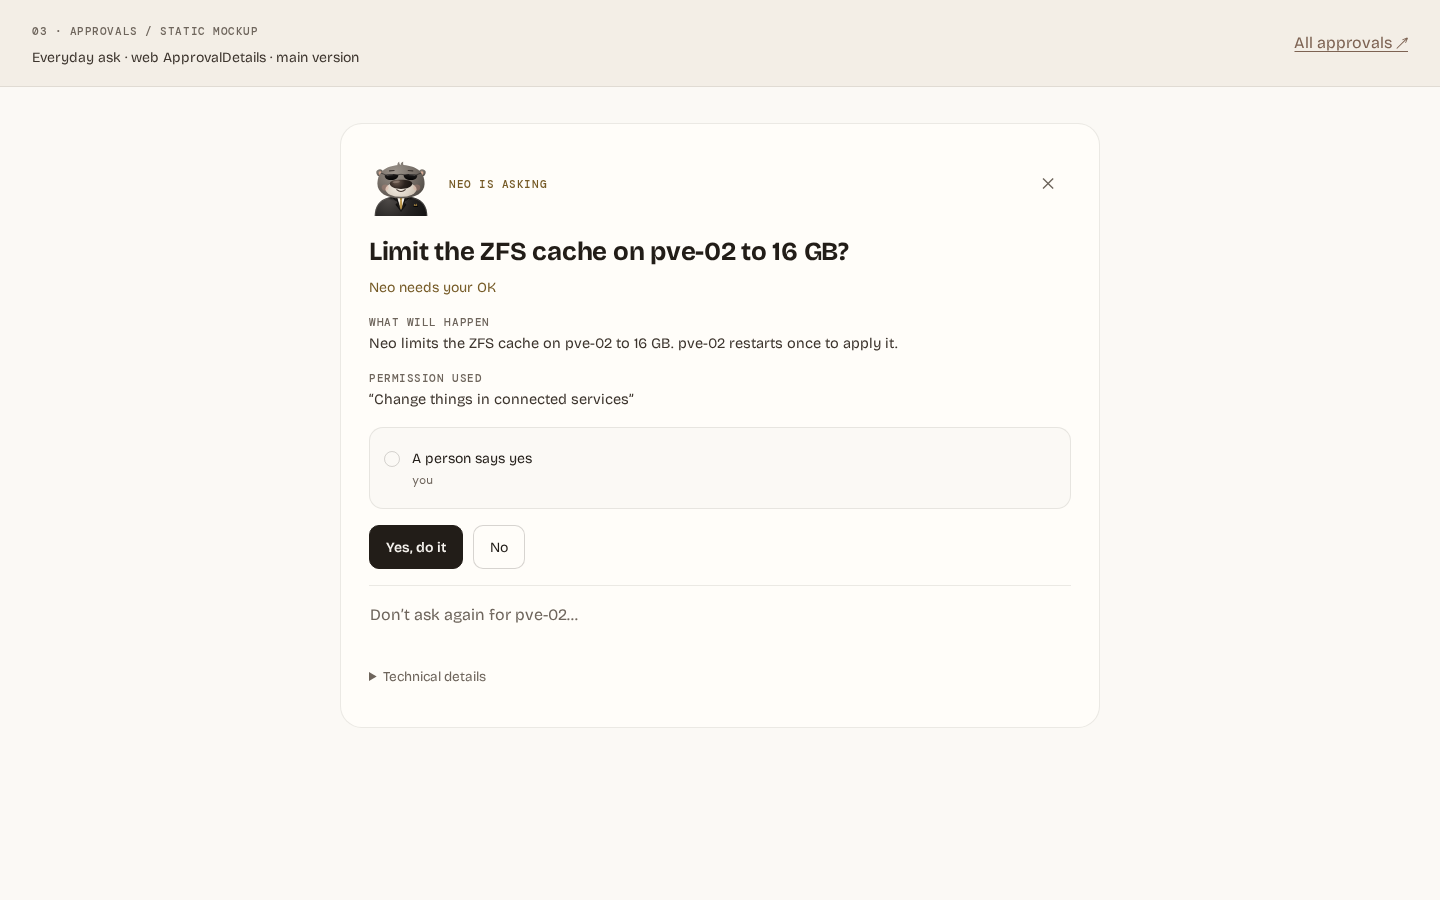 03 · APPROVALS / STATIC MOCKUP
Everyday ask · web ApprovalDetails · main version
All approvals ↗
NEO IS ASKING
Limit the ZFS cache on pve-02 to 16 GB?
Neo needs your OK
WHAT WILL HAPPEN
Neo limits the ZFS cache on pve-02 to 16 GB. pve-02 restarts once to apply it.
PERMISSION USED
“Change things in connected services”
A person says yes
you
Yes, do it
No
Don’t ask again for pve-02...
Technical details